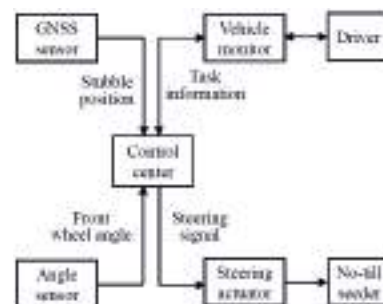 GNSS
sensor
Vehicle
monitor
Driver
Stubble
position
Task
information
Control
center
Front
wheel angle
Steering
signal
Angle
sensor
Steering
actuator
No-till
seeder